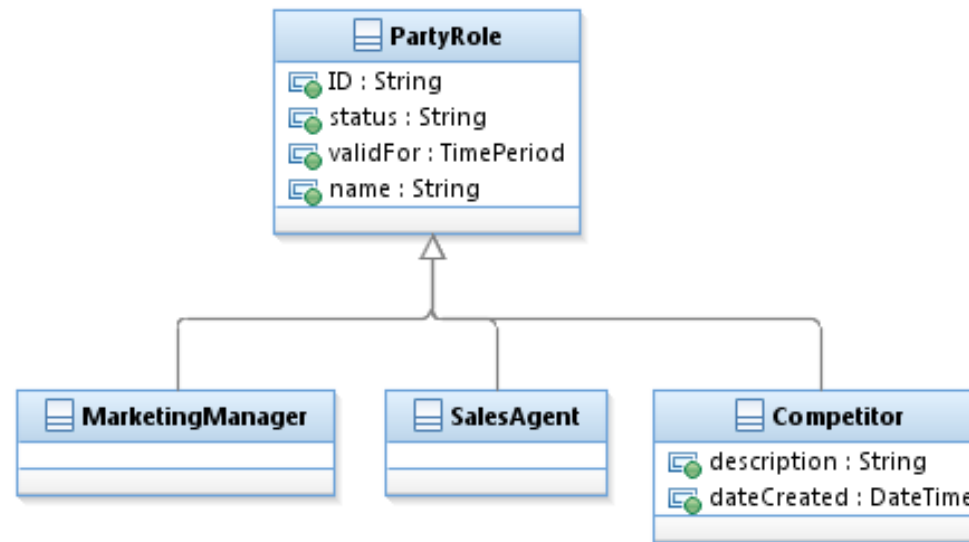 PartyRole
ID : String
status : String
validFor : TimePeriod
name : String
MarketingManager
SalesAgent
Competitor
description : String
dateCreated : DateTime